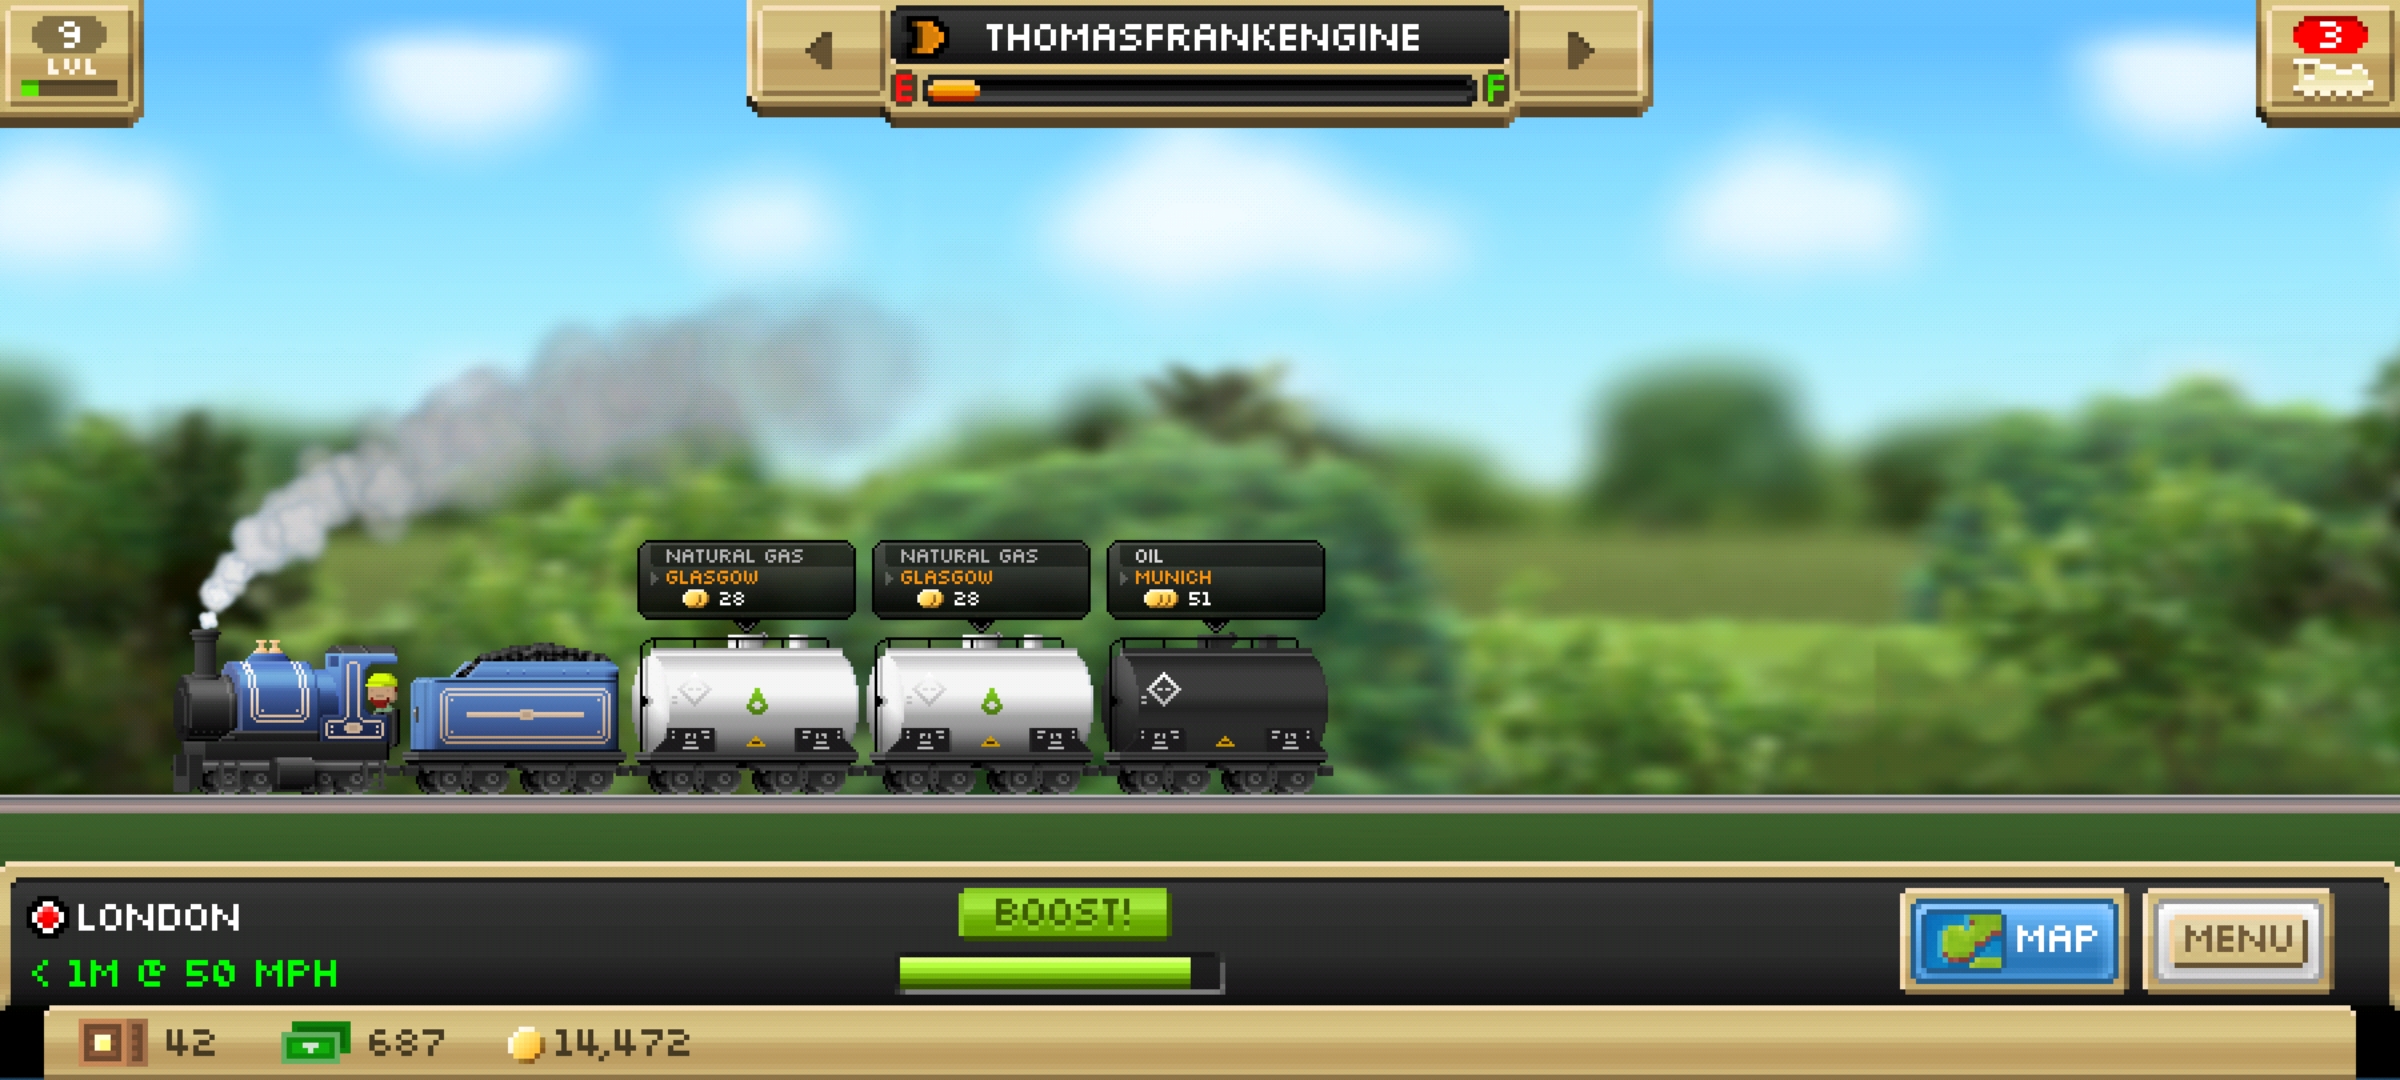 9
LVL
THOMASFRANKENGINE
E F
3
NATURAL GAS
GLASGOW
28
NATURAL GAS
GLASGOW
28
OIL
MUNICH
51
LONDON
< 1M @ 50 MPH
BOOST!
MAP
MENU
42 687 14,472